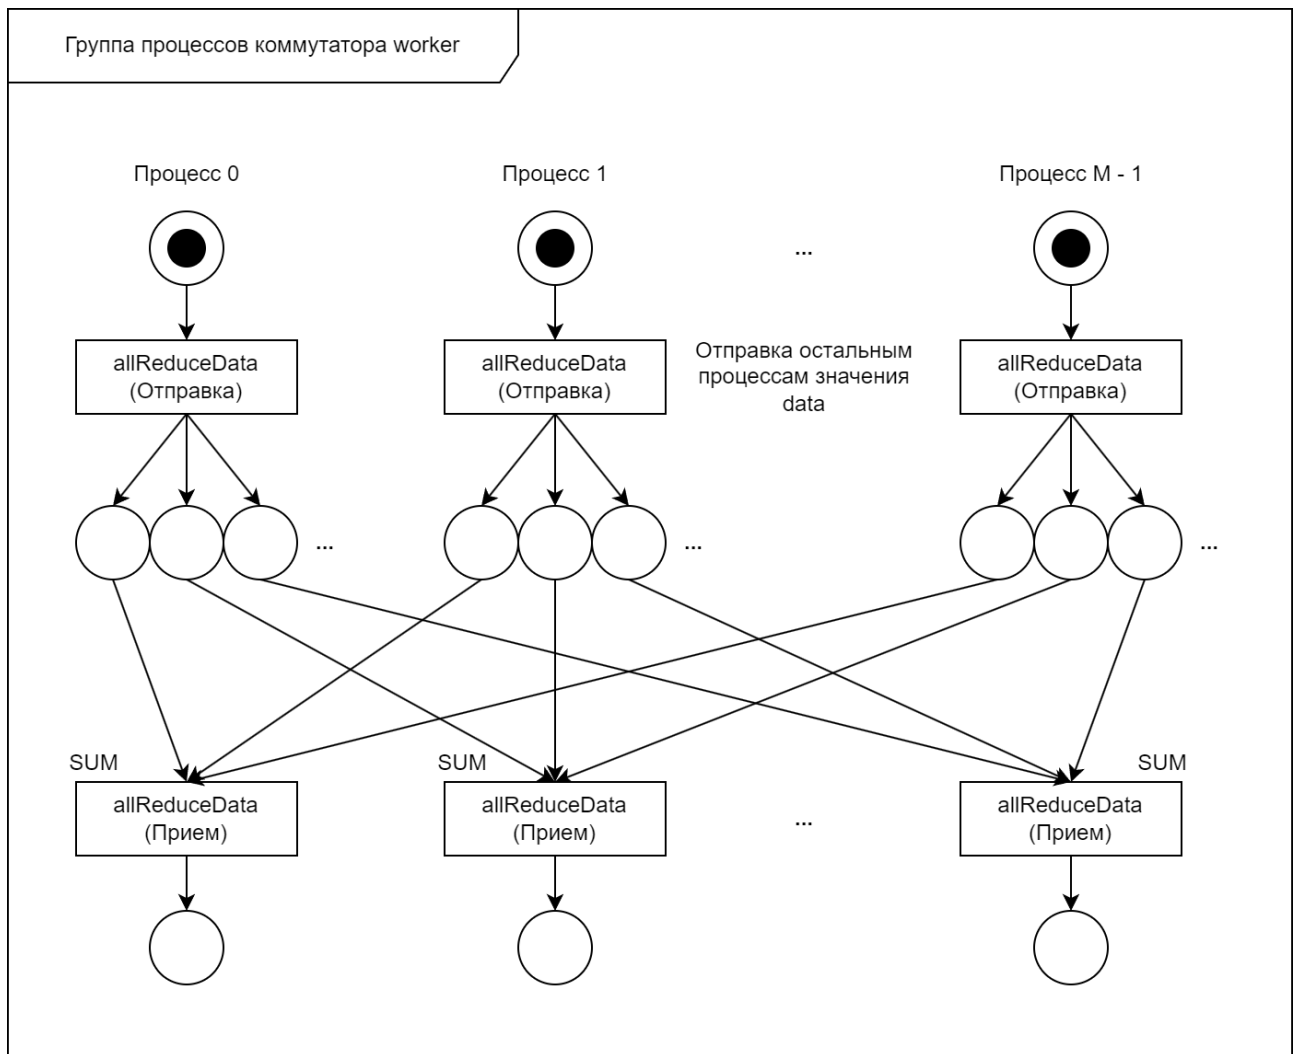 Группа процессов коммутатора worker
Процесс 0
Процесс 1
Процесс M - 1
...
allReduceData
(Отправка)
allReduceData
(Отправка)
Отправка остальным
процессам значения
data
allReduceData
(Отправка)
...
...
...
SUM
SUM
SUM
allReduceData
(Прием)
allReduceData
(Прием)
...
allReduceData
(Прием)